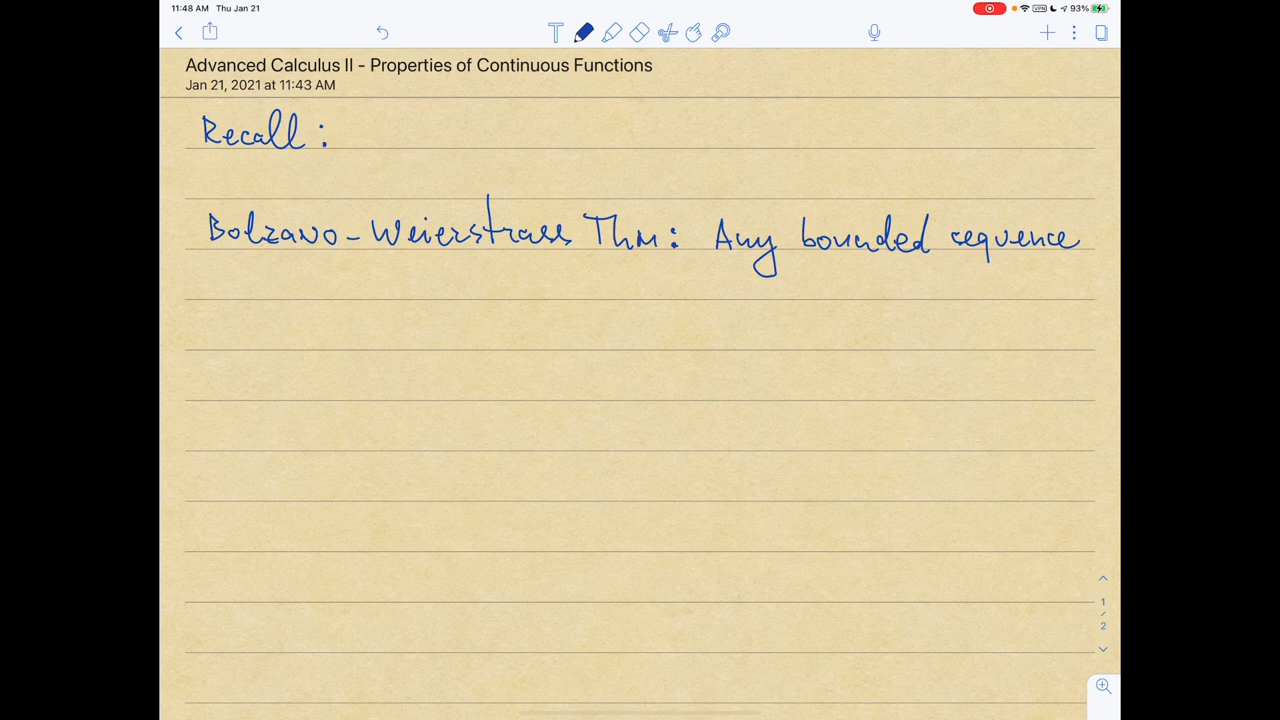 11:48 AM Thu Jan 21
VPN 93%
T
Advanced Calculus II - Properties of Continuous Functions
Jan 21, 2021 at 11:43 AM
Recall:
Bolzano-Weierstrass Thm: Any bounded sequence
1
/
2